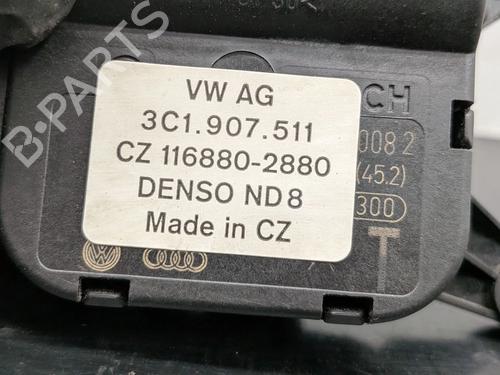 B-PARTS
VW AG
3C1.907.511
CZ 116880-2880
DENSO ND8
Made in CZ
CH
008 2
(45.2)
300
T